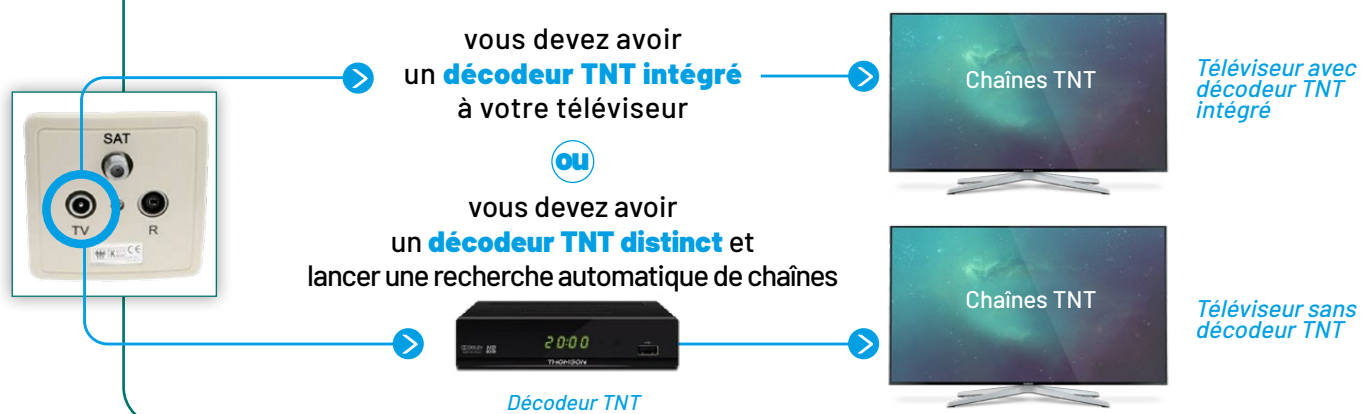 vous devez avoir
un décodeur TNT intégré
à votre téléviseur
Chaînes TNT
Téléviseur avec
décodeur TNT
intégré
SAT
TV
R
CE
ou
vous devez avoir
un décodeur TNT distinct et
lancer une recherche automatique de chaînes
20:00
THOMSON
Décodeur TNT
Chaînes TNT
Téléviseur sans
décodeur TNT